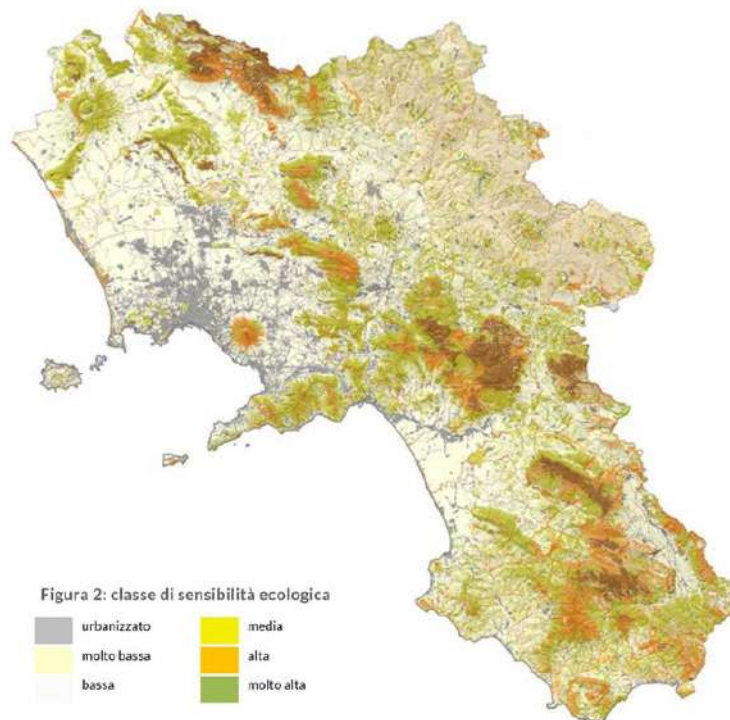 Figura 2: classe di sensibilità ecologica
urbanizzato
molto bassa
bassa
media
alta
molto alta